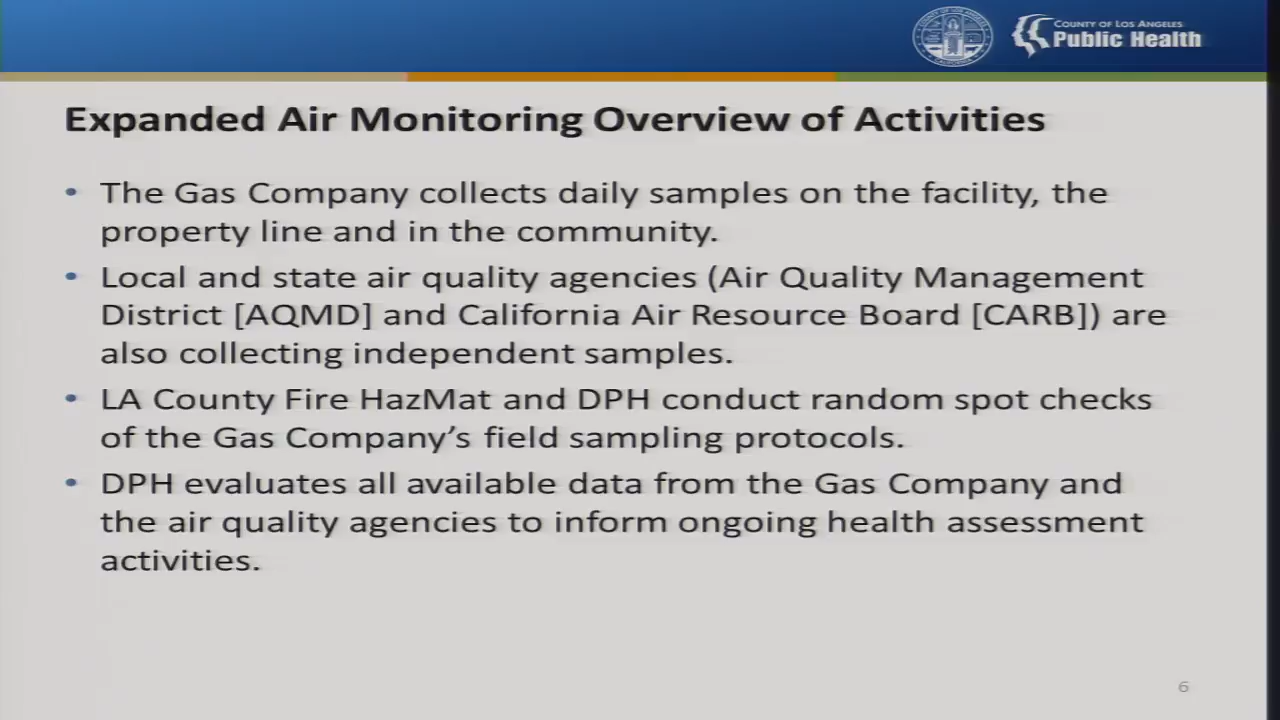 COUNTY OF LOS ANGELES
Public Health
Expanded Air Monitoring Overview of Activities
• The Gas Company collects daily samples on the facility, the
property line and in the community.
• Local and state air quality agencies (Air Quality Management
District [AQMD] and California Air Resource Board [CARB]) are
also collecting independent samples.
• LA County Fire HazMat and DPH conduct random spot checks
of the Gas Company’s field sampling protocols.
• DPH evaluates all available data from the Gas Company and
the air quality agencies to inform ongoing health assessment
activities.
6